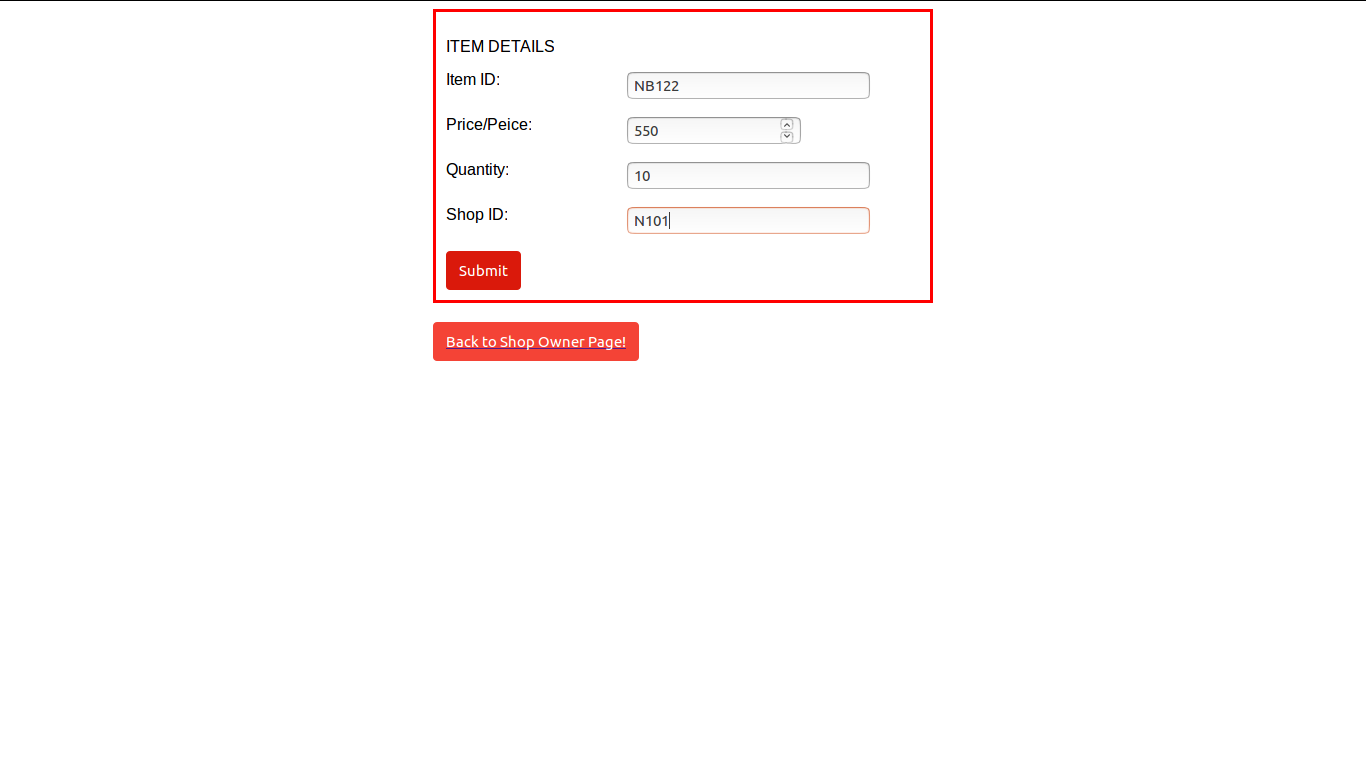 ITEM DETAILS
Item ID: NB122
Price/Peice: 550
Quantity: 10
Shop ID: N101
Submit
Back to Shop Owner Page!